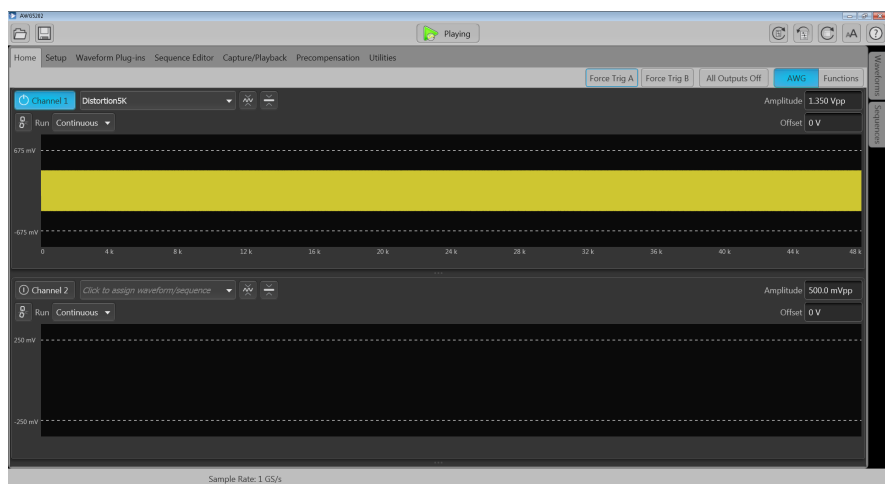 AWG5202
Playing
AA ?
Home Setup Waveform Plug-ins Sequence Editor Capture/Playback Precompensation Utilities
Force Trig A Force Trig B All Outputs Off AWG Functions
Waveforms
Sequences
Channel 1 Distortion5K Amplitude 1.350 Vpp
Run Continuous Offset 0 V
675 mV
-675 mV
0 4 k 8 k 12 k 16 k 20 k 24 k 28 k 32 k 36 k 40 k 44 k 48 k
Channel 2 Click to assign waveform/sequence Amplitude 500.0 mVpp
Run Continuous Offset 0 V
250 mV
-250 mV
Sample Rate: 1 GS/s